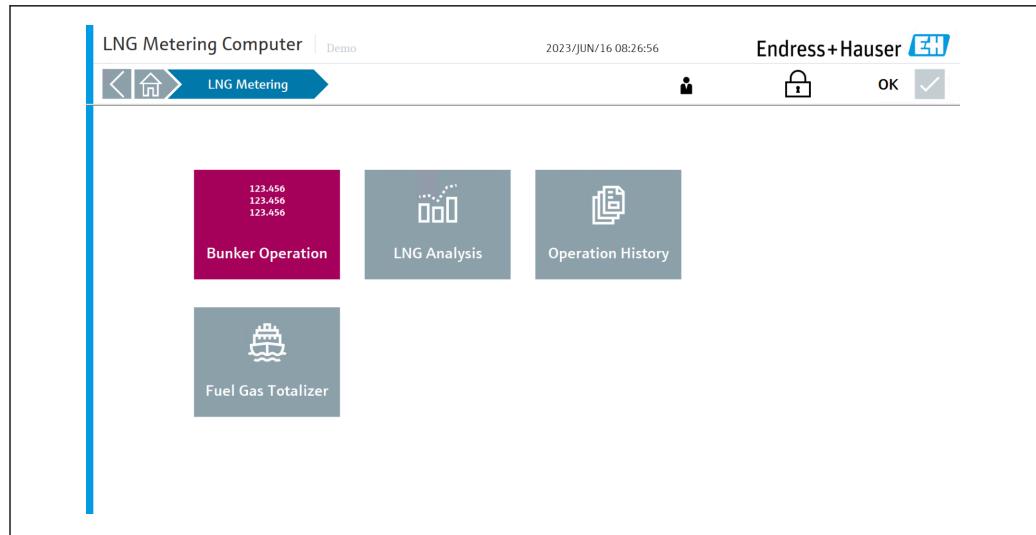 LNG Metering Computer Demo 2023/JUN/16 08:26:56 Endress+Hauser EH
LNG Metering OK
123.456
123.456
123.456
Bunker Operation LNG Analysis Operation History
Fuel Gas Totalizer